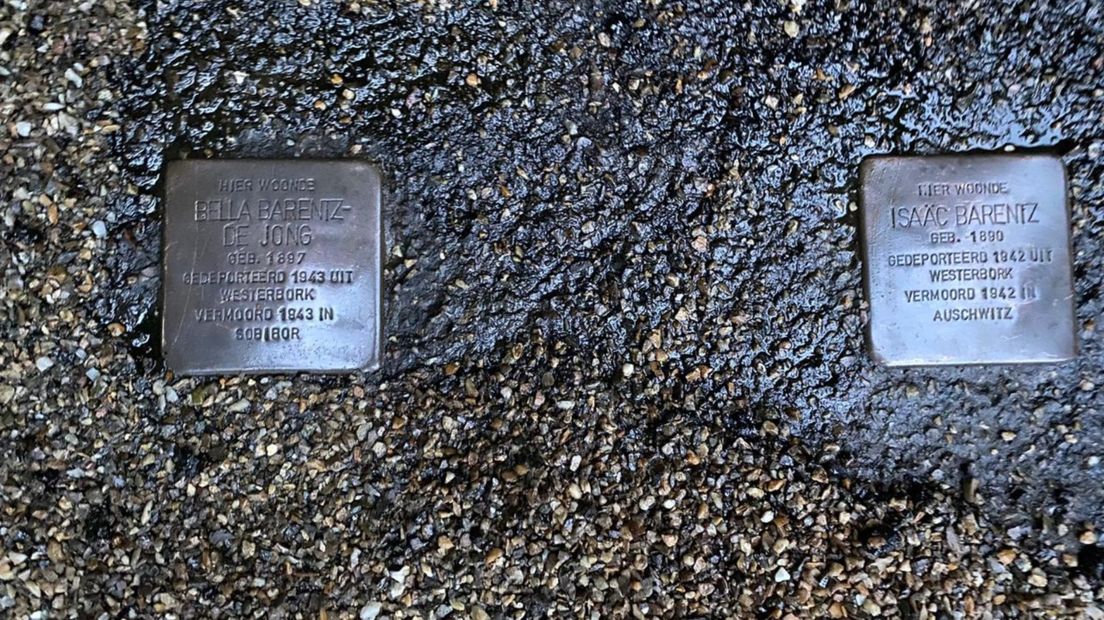 HIER WOONDE
BELLA BARENTZ-
DE JONG
GEB. 1897
GEDEPORTEERD 1943 UIT
WESTERBORK
VERMOORD 1943 IN
SOBIBOR
HIER WOONDE
ISAÄC BARENTZ
GEB. 1890
GEDEPORTEERD 1942 UIT
WESTERBORK
VERMOORD 1942 IN
AUSCHWITZ